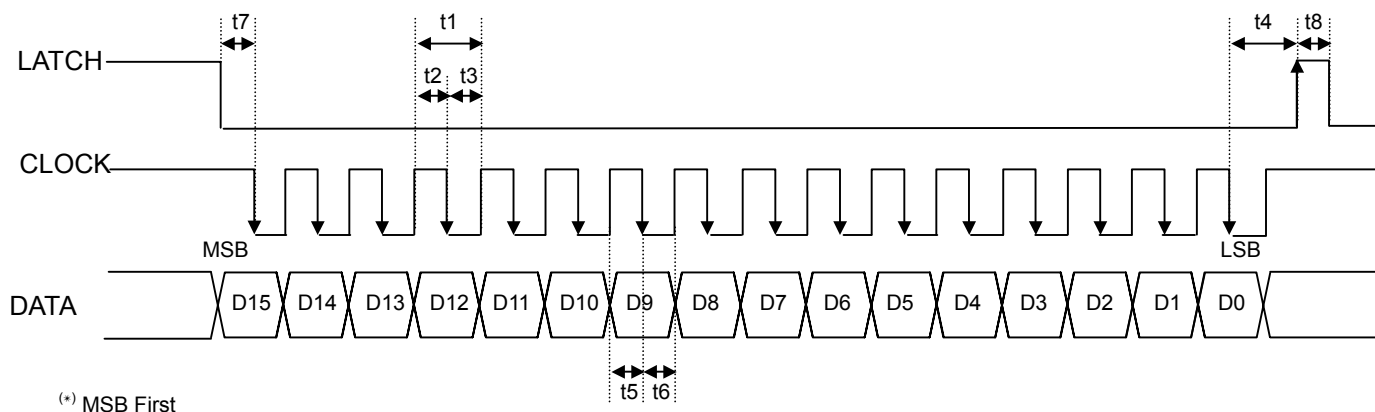 t7 t1 t4 t8
LATCH
t2 t3
CLOCK
MSB LSB
DATA D15 D14 D13 D12 D11 D10 D9 D8 D7 D6 D5 D4 D3 D2 D1 D0
t5 t6
(*) MSB First